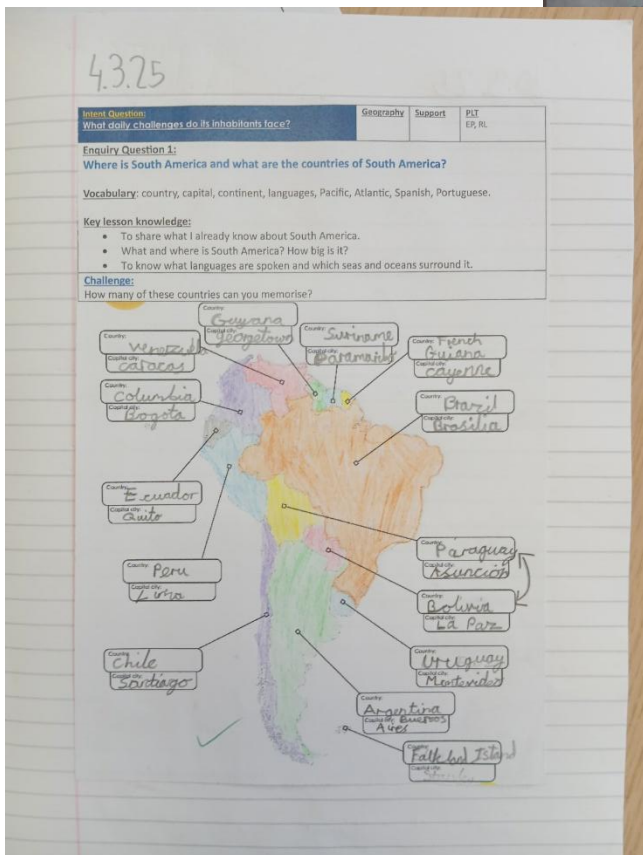 4.3.25
Intent Question:
What daily challenges do its inhabitants face?
Geography
Support
PLT
EP, RL
Enquiry Question 1:
Where is South America and what are the countries of South America?
Vocabulary: country, capital, continent, languages, Pacific, Atlantic, Spanish, Portuguese.
Key lesson knowledge:
• To share what I already know about South America.
• What and where is South America? How big is it?
• To know what languages are spoken and which seas and oceans surround it.
Challenge:
How many of these countries can you memorise?
Country: Guyana
Capital city: georgetown
Country: Suriname
Capital city: Paramaribo
Country: French
Guiana
Capital city: cayenne
Country:
Capital city: caracas
Country: Columbia
Capital city: Bogota
Country: Brazil
Capital city: Brasilia
Country: Ecuador
Capital city: Quito
Country: Peru
Capital city: Lima
Country: Paraguay
Capital city: Asunción
Country: Bolivia
Capital city: La Paz
Country: Chile
Capital city: Santiago
Country: Uruguay
Capital city: Montevideo
Country: Argentina
Capital city: Buenos
Aires
Country: Falkland Island
Capital city: